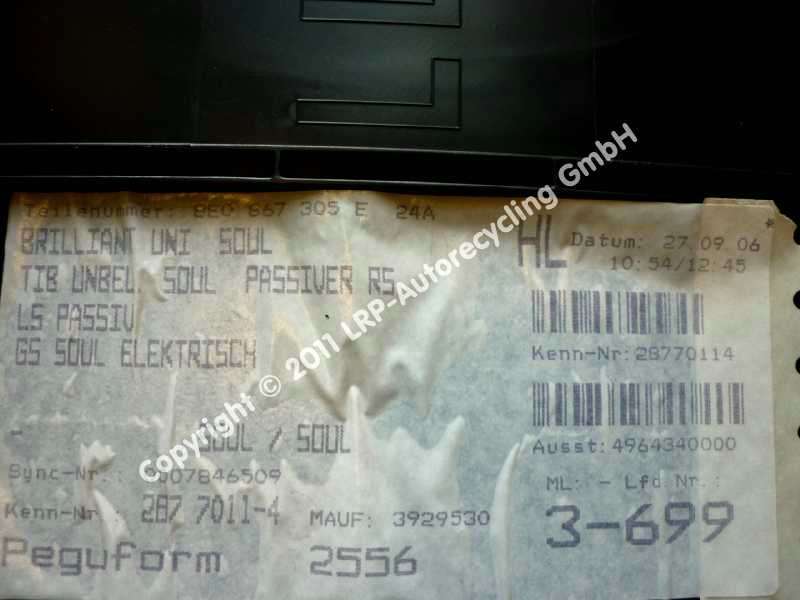 Teilenummer: 8E0 867 305 E 24A
BRILLIANT UNI SOUL
TIB UNBEL. SOUL PASSIVER RS.
LS PASSIV
GS SOUL ELEKTRISCH
HL Datum: 27.09.06
10:54/12:45
Kenn-Nr: 28770114
Ausst: 4964340000
- SOUL / SOUL
Sync-Nr.: 0607846509
ML: - Lfd Nr.:
Kenn-Nr.: 287 7011-4 MAUF: 3929530
3-699
Peguform 2556
Copyright © 2011 LRP-Autorecycling GmbH